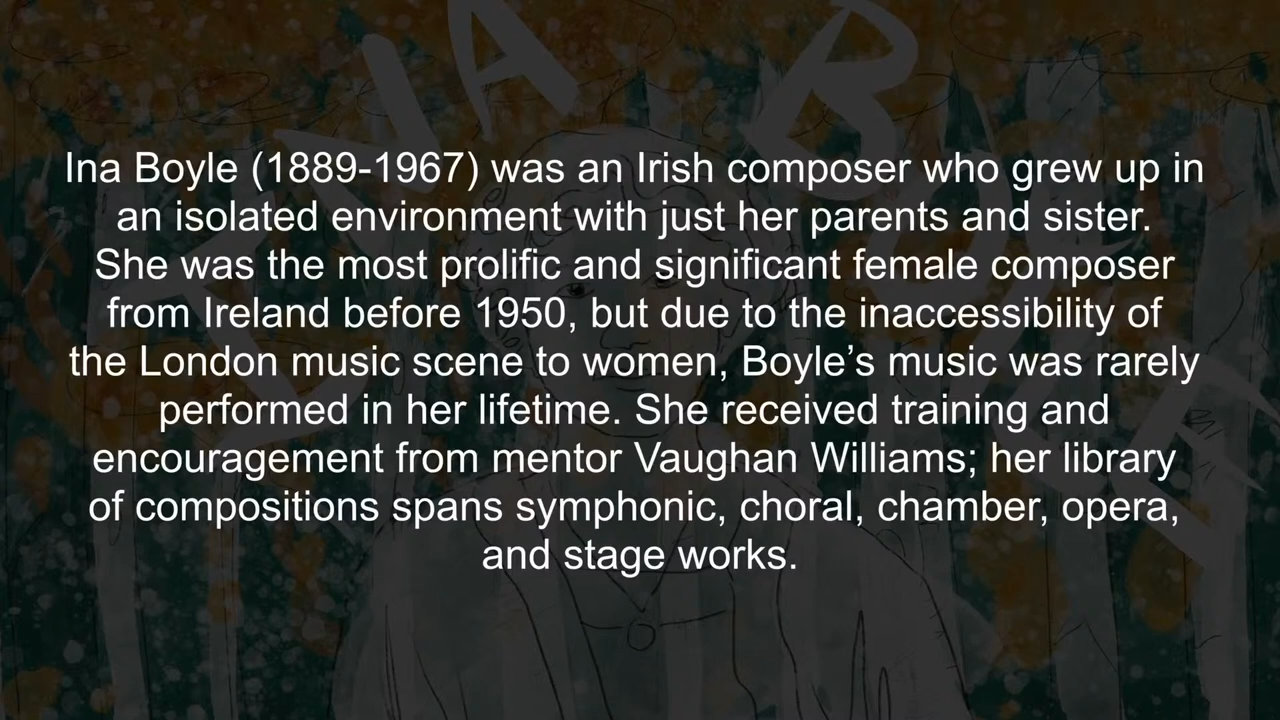 INA BOYLE
Ina Boyle (1889-1967) was an Irish composer who grew up in
an isolated environment with just her parents and sister.
She was the most prolific and significant female composer
from Ireland before 1950, but due to the inaccessibility of
the London music scene to women, Boyle’s music was rarely
performed in her lifetime. She received training and
encouragement from mentor Vaughan Williams; her library
of compositions spans symphonic, choral, chamber, opera,
and stage works.